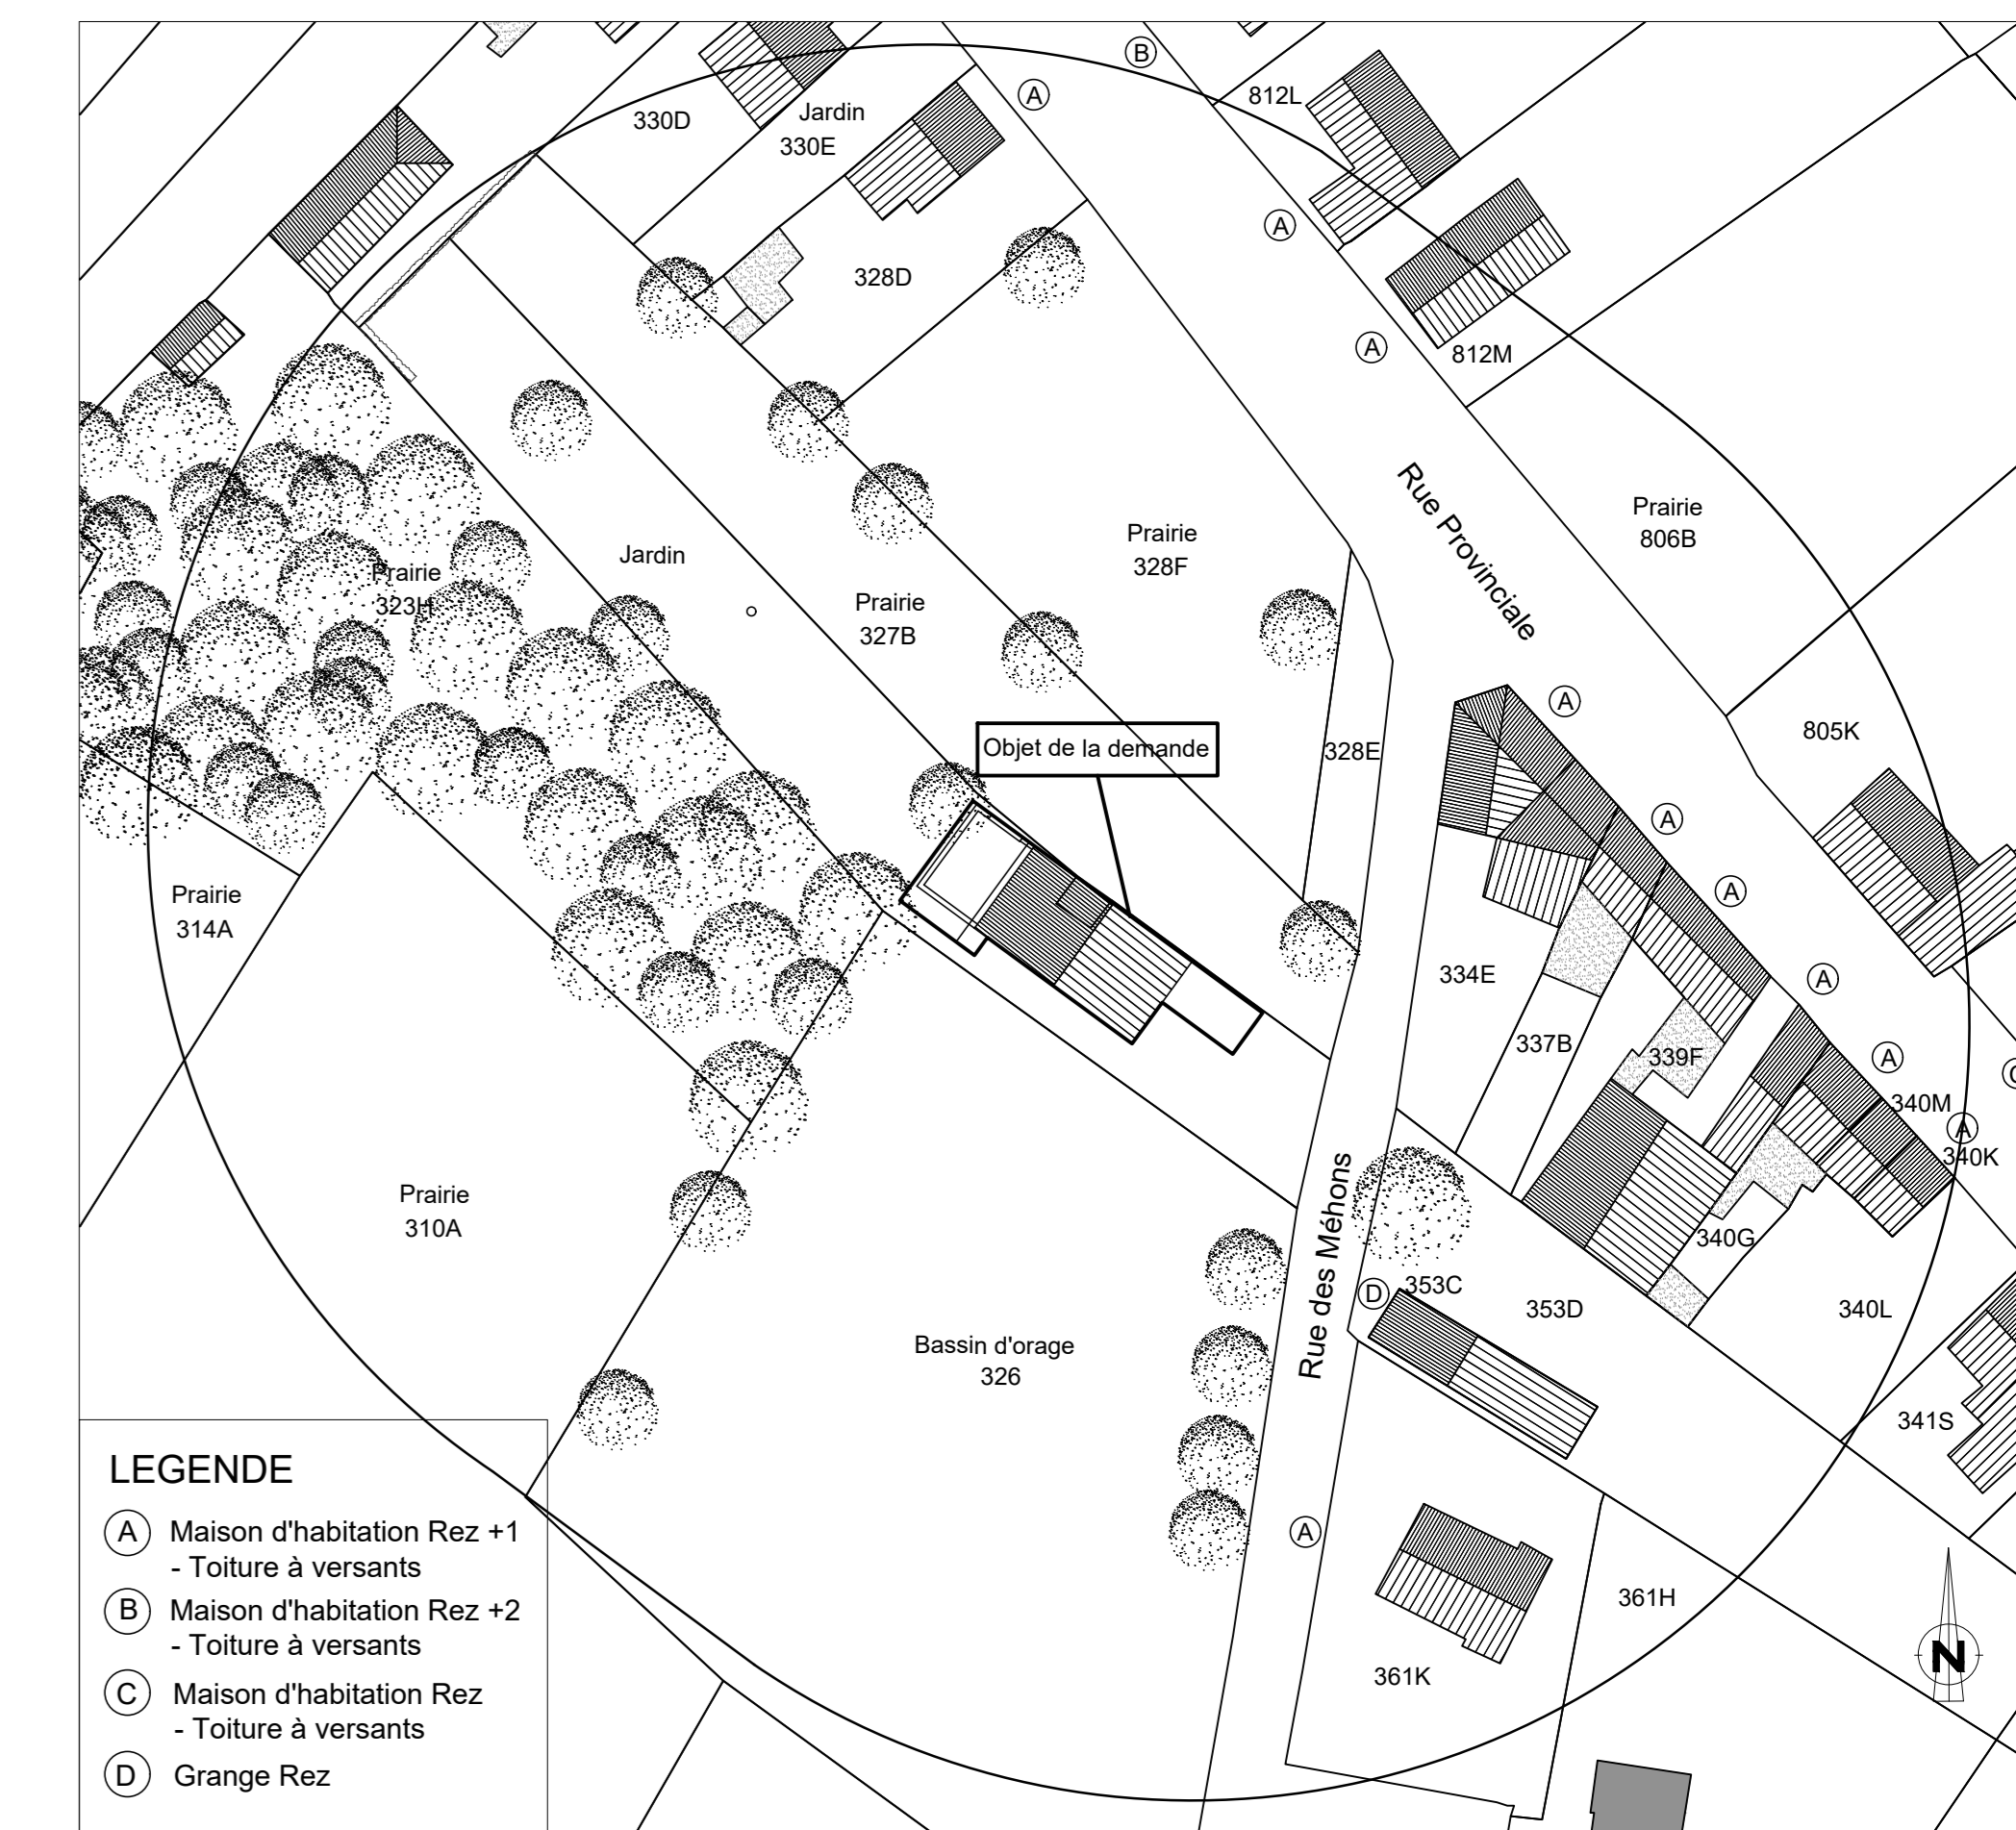 B
A
812L
330D
Jardin
330E
A
328D
A
812M
Rue Provinciale
Prairie
806B
Prairie
328F
Jardin
Prairie
323H
Prairie
327B
A
805K
Objet de la demande
328E
A
A
Prairie
314A
334E
A
337B
339F
A
C
340M
A
340K
Prairie
310A
Rue des Méhons
340G
D
353C
353D
340L
Bassin d'orage
326
341S
LEGENDE
A Maison d'habitation Rez +1
- Toiture à versants
B Maison d'habitation Rez +2
- Toiture à versants
C Maison d'habitation Rez
- Toiture à versants
D Grange Rez
A
361H
361K
N